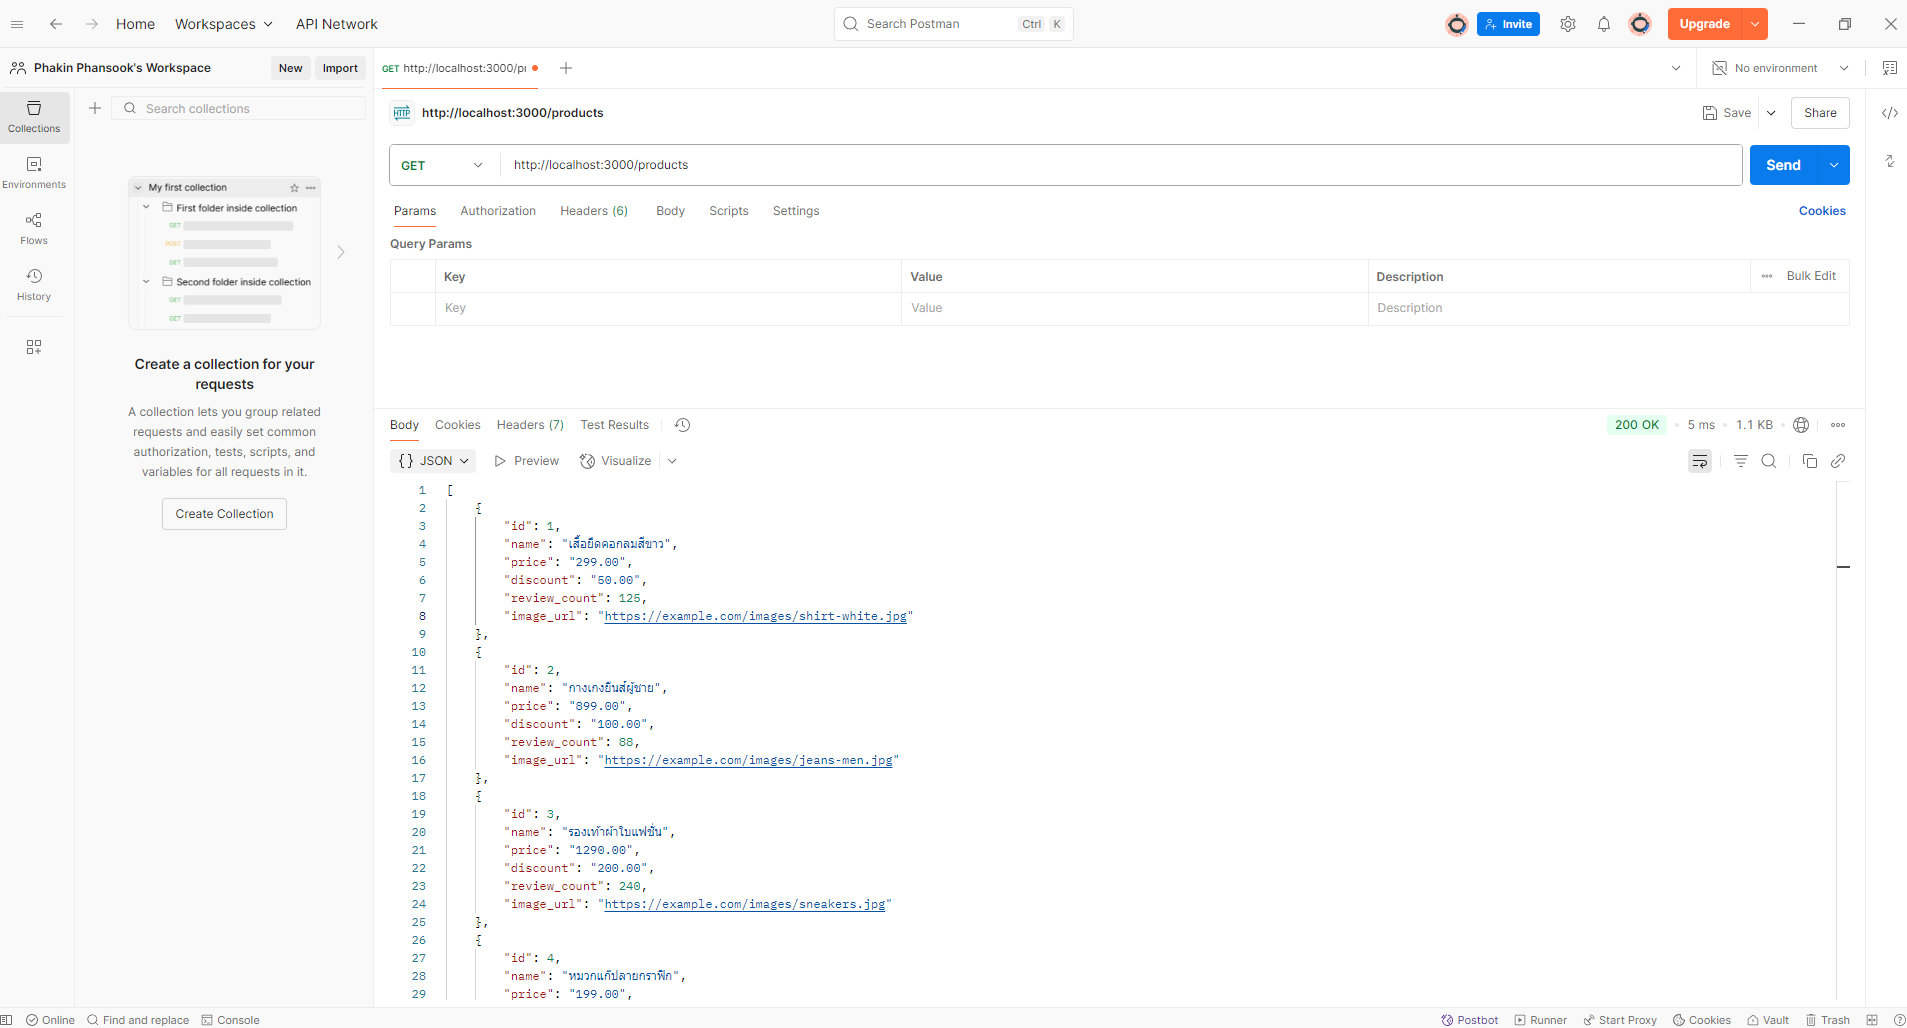 Home Workspaces API Network Search Postman Ctrl K Invite Upgrade
Phakin Phansook's Workspace New Import GET http://localhost:3000/p No environment
Collections
Search collections
Environments
Flows
History
My first collection
First folder inside collection
GET
POST
GET
Second folder inside collection
GET
GET
Create a collection for your
requests
A collection lets you group related
requests and easily set common
authorization, tests, scripts, and
variables for all requests in it.
Create Collection
HTTP http://localhost:3000/products Save Share
GET http://localhost:3000/products Send
Params Authorization Headers (6) Body Scripts Settings Cookies
Query Params
Key Value Description Bulk Edit
Key Value Description
Body Cookies Headers (7) Test Results 200 OK 5 ms 1.1 KB
{} JSON Preview Visualize
1 [
2 {
3 "id": 1,
4 "name": "เสื้อยืดคอกลมสีขาว",
5 "price": "299.00",
6 "discount": "50.00",
7 "review_count": 125,
8 "image_url": "https://example.com/images/shirt-white.jpg"
9 },
10 {
11 "id": 2,
12 "name": "กางเกงยีนส์ผู้ชาย",
13 "price": "899.00",
14 "discount": "100.00",
15 "review_count": 88,
16 "image_url": "https://example.com/images/jeans-men.jpg"
17 },
18 {
19 "id": 3,
20 "name": "รองเท้าผ้าใบแฟชั่น",
21 "price": "1290.00",
22 "discount": "200.00",
23 "review_count": 240,
24 "image_url": "https://example.com/images/sneakers.jpg"
25 },
26 {
27 "id": 4,
28 "name": "หมวกแก๊ปลายกราฟิก",
29 "price": "199.00",
Online Find and replace Console Postbot Runner Start Proxy Cookies Vault Trash